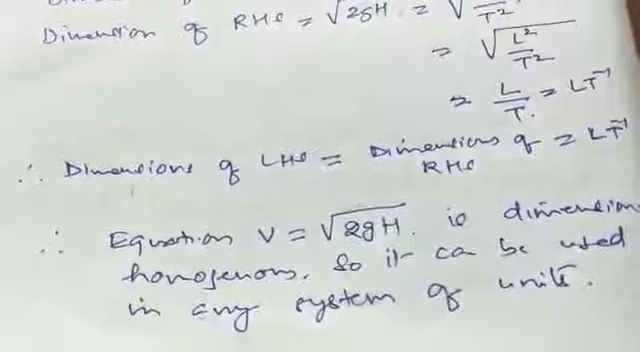 Dimension of RHS = √2gH = √ T²
= √L²/T²
= L/T. = LT⁻¹
∴ Dimensions of LHS = Dimensions of RHS = LT⁻¹
∴ Equation V = √2gH. is dimension
homogenous. So it can be used
in any system of units.